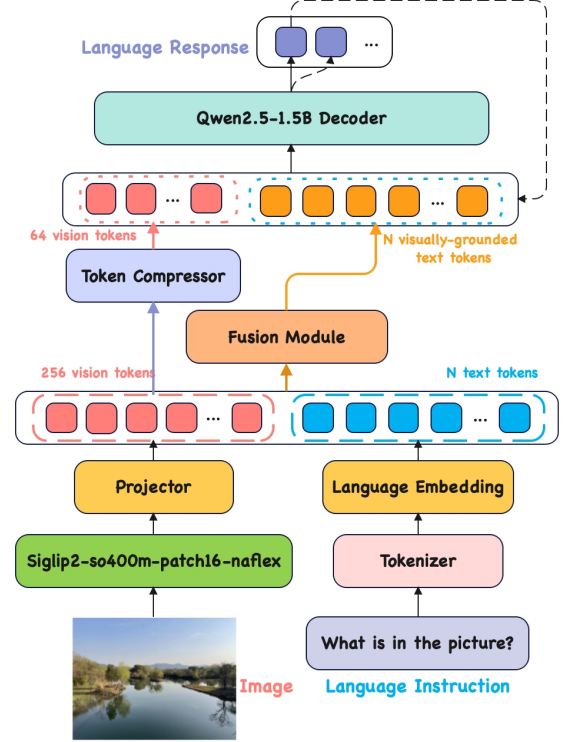 Language Response
...
Qwen2.5-1.5B Decoder
...
...
64 vision tokens
N visually-grounded
text tokens
Token Compressor
Fusion Module
256 vision tokens
N text tokens
...
...
Projector
Language Embedding
Siglip2-so400m-patch16-naflex
Tokenizer
What is in the picture?
Image
Language Instruction